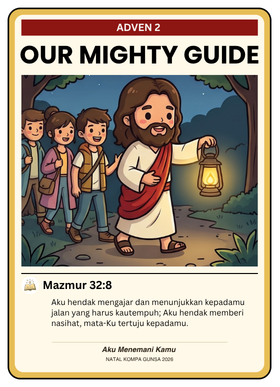 ADVEN 2
OUR MIGHTY GUIDE
Mazmur 32:8
Aku hendak mengajar dan menunjukkan kepadamu
jalan yang harus kautempuh; Aku hendak memberi
nasihat, mata-Ku tertuju kepadamu.
Aku Menemani Kamu
NATAL KOMPA GUNSA 2026